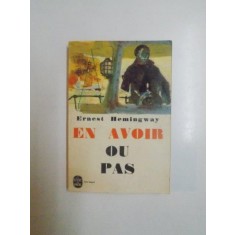 Ernest Hemingway
EN AVOIR
OU
PAS